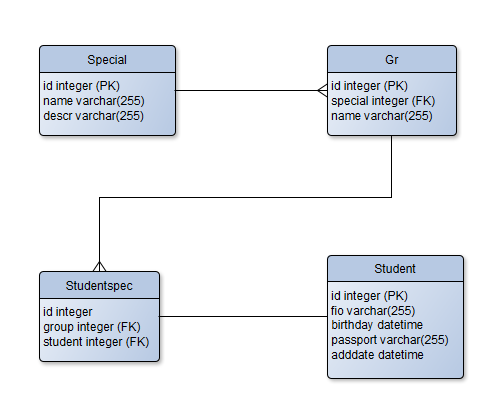 Special
id integer (PK)
name varchar(255)
descr varchar(255)
Gr
id integer (PK)
special integer (FK)
name varchar(255)
Studentspec
id integer
group integer (FK)
student integer (FK)
Student
id integer (PK)
fio varchar(255)
birthday datetime
passport varchar(255)
adddate datetime